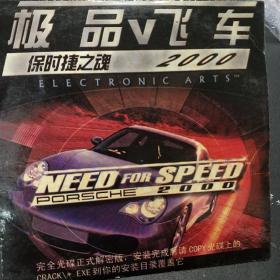 极品V飞车
保时捷之魂 2000
ELECTRONIC ARTS™
NEED FOR SPEED
PORSCHE 2000
完全光碟正式解密版，安装完成后请COPY光碟上的
CRACK\*.EXE到你的安装目录覆盖它